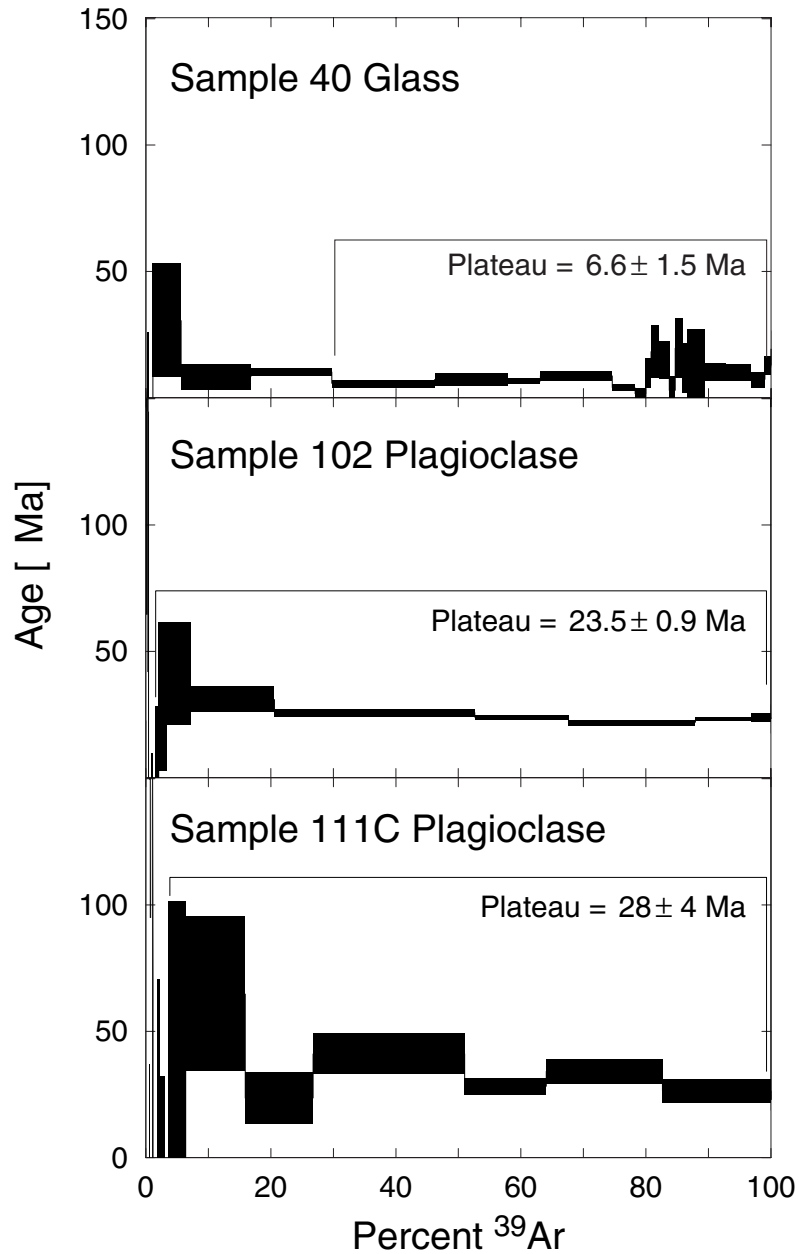 150
Sample 40 Glass
100
50
Plateau = 6.6 ± 1.5 Ma
Sample 102 Plagioclase
100
50
Plateau = 23.5 ± 0.9 Ma
Age [ Ma]
Sample 111C Plagioclase
100
Plateau = 28 ± 4 Ma
50
0
0 20 40 60 80 100
Percent ³⁹Ar